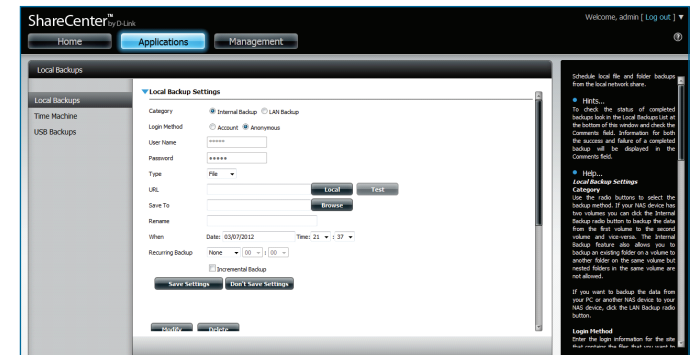 ShareCenter™ by D-Link
Welcome, admin [ Log out ] ▼
Home
Applications
Management
Local Backups
Local Backups
Time Machine
USB Backups
Local Backup Settings
Category
Internal Backup LAN Backup
Login Method
Account Anonymous
User Name
*****
Password
*****
Type
File
URL
Local Test
Save To
Browse
Rename
When
Date: 03/07/2012 Time: 21 : 37
Recurring Backup
None 00 : 00
Incremental Backup
Save Settings Don't Save Settings
Modify Delete
Schedule local file and folder backups
from the local network share.
Hints...
To check the status of completed
backups look in the Local Backups List at
the bottom of this window and check the
Comments field. Information for both
the success and failure of a completed
backup will be displayed in the
Comments field.
Help...
Local Backup Settings
Category
Use the radio buttons to select the
backup method. If your NAS device has
two volumes you can click the Internal
Backup radio button to backup the data
from the first volume to the second
volume and vice-versa. The Internal
Backup feature also allows you to
backup an existing folder on a volume to
another folder on the same volume but
nested folders in the same volume are
not allowed.
If you want to backup the data from
your PC or another NAS device to your
NAS device, click the LAN Backup radio
button.
Login Method
Enter the login information for the site
that contains the files that you want to